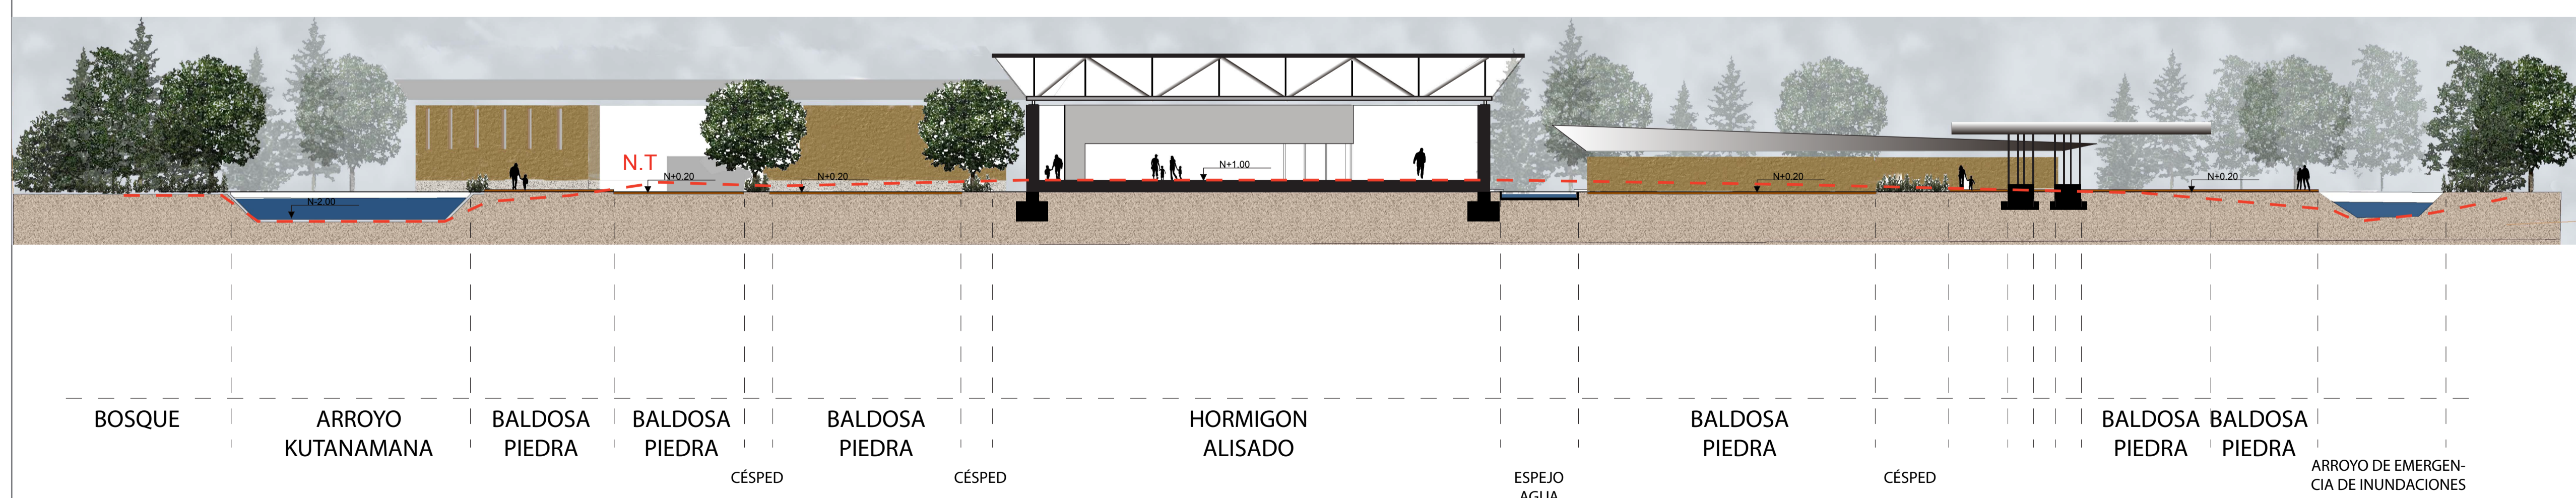 N.T
N+0.20
N+0.20
N+1.00
N+0.20
N+0.20
N-2.00
BOSQUE
ARROYO
KUTANAMANA
BALDOSA
PIEDRA
BALDOSA
PIEDRA
CÉSPED
BALDOSA
PIEDRA
CÉSPED
HORMIGON
ALISADO
ESPEJO
AGUA
BALDOSA
PIEDRA
CÉSPED
BALDOSA
PIEDRA
BALDOSA
PIEDRA
ARROYO DE EMERGEN-
CIA DE INUNDACIONES